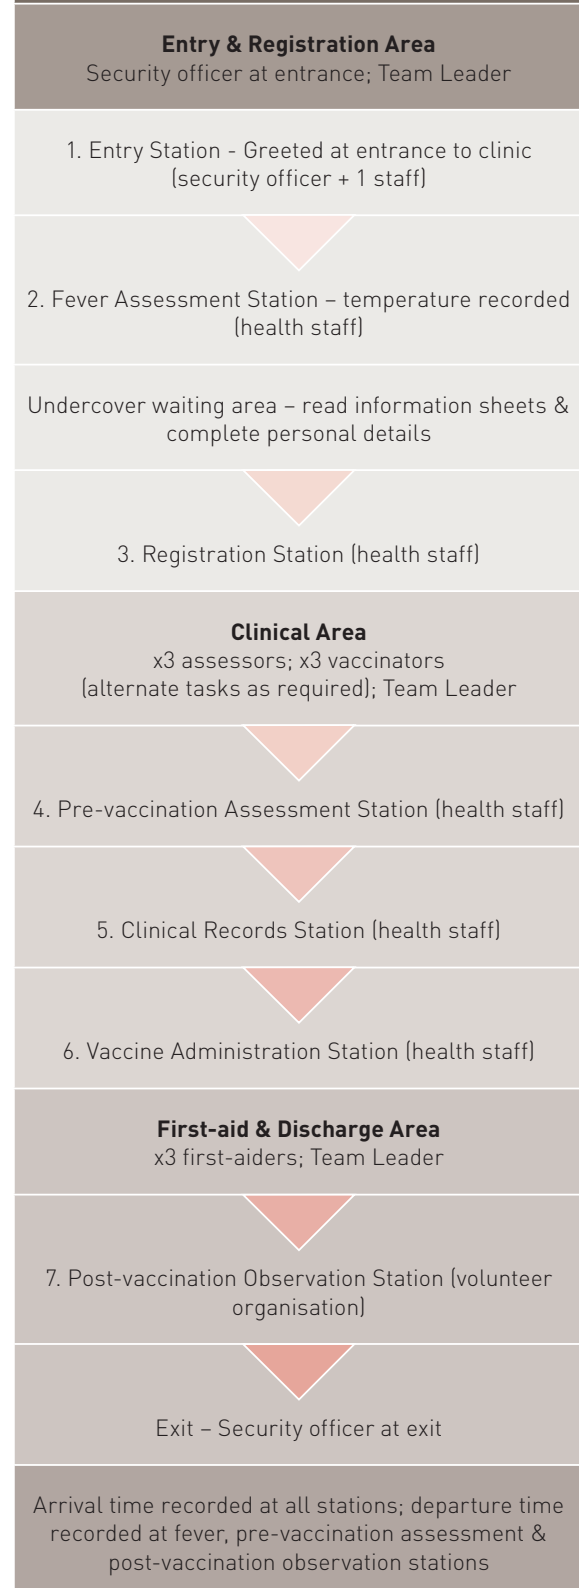 Entry & Registration Area
Security officer at entrance; Team Leader
1. Entry Station - Greeted at entrance to clinic
(security officer + 1 staff)
2. Fever Assessment Station – temperature recorded
(health staff)
Undercover waiting area – read information sheets &
complete personal details
3. Registration Station (health staff)
Clinical Area
x3 assessors; x3 vaccinators
(alternate tasks as required); Team Leader
4. Pre-vaccination Assessment Station (health staff)
5. Clinical Records Station (health staff)
6. Vaccine Administration Station (health staff)
First-aid & Discharge Area
x3 first-aiders; Team Leader
7. Post-vaccination Observation Station (volunteer
organisation)
Exit – Security officer at exit
Arrival time recorded at all stations; departure time
recorded at fever, pre-vaccination assessment &
post-vaccination observation stations